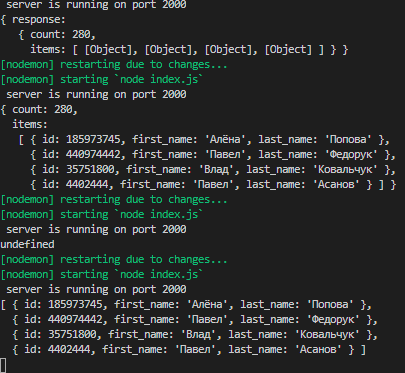 server is running on port 2000
{ response:
{ count: 280,
items: [ [Object], [Object], [Object], [Object] ] } }
[nodemon] restarting due to changes...
[nodemon] starting `node index.js`
server is running on port 2000
{ count: 280,
items:
[ { id: 185973745, first_name: 'Алёна', last_name: 'Попова' },
{ id: 440974442, first_name: 'Павел', last_name: 'Федорук' },
{ id: 35751800, first_name: 'Влад', last_name: 'Ковальчук' },
{ id: 4402444, first_name: 'Павел', last_name: 'Асанов' } ] }
[nodemon] restarting due to changes...
[nodemon] starting `node index.js`
server is running on port 2000
undefined
[nodemon] restarting due to changes...
[nodemon] starting `node index.js`
server is running on port 2000
[ { id: 185973745, first_name: 'Алёна', last_name: 'Попова' },
{ id: 440974442, first_name: 'Павел', last_name: 'Федорук' },
{ id: 35751800, first_name: 'Влад', last_name: 'Ковальчук' },
{ id: 4402444, first_name: 'Павел', last_name: 'Асанов' } ]